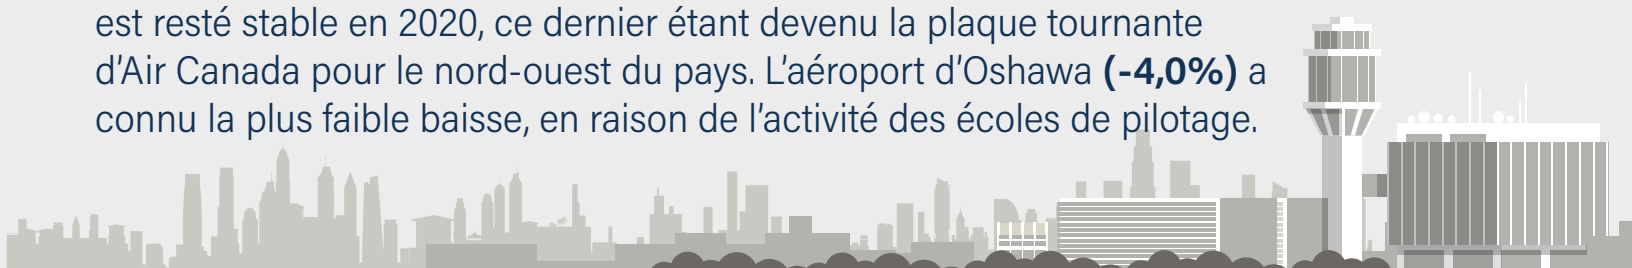 est resté stable en 2020, ce dernier étant devenu la plaque tournante
d'Air Canada pour le nord-ouest du pays. L'aéroport d'Oshawa (-4,0%) a
connu la plus faible baisse, en raison de l'activité des écoles de pilotage.